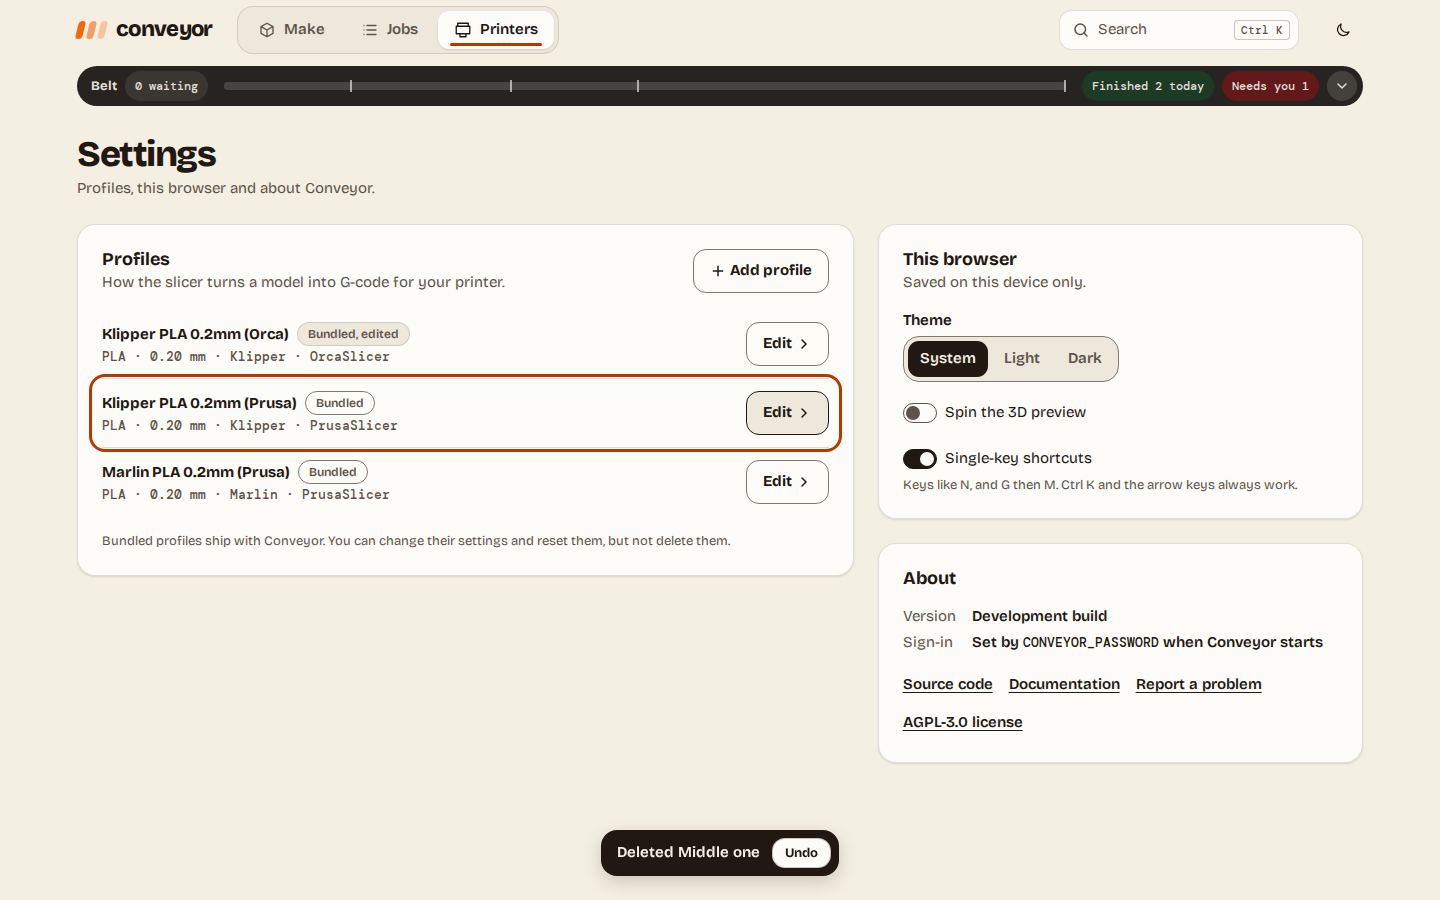 conveyor
Make
Jobs
Printers
Search
Ctrl K
Belt
0 waiting
Finished 2 today
Needs you 1
Settings
Profiles, this browser and about Conveyor.
Profiles
How the slicer turns a model into G-code for your printer.
Add profile
Klipper PLA 0.2mm (Orca)
Bundled, edited
PLA · 0.20 mm · Klipper · OrcaSlicer
Edit
Klipper PLA 0.2mm (Prusa)
Bundled
PLA · 0.20 mm · Klipper · PrusaSlicer
Edit
Marlin PLA 0.2mm (Prusa)
Bundled
PLA · 0.20 mm · Marlin · PrusaSlicer
Edit
Bundled profiles ship with Conveyor. You can change their settings and reset them, but not delete them.
This browser
Saved on this device only.
Theme
System
Light
Dark
Spin the 3D preview
Single-key shortcuts
Keys like N, and G then M. Ctrl K and the arrow keys always work.
About
Version Development build
Sign-in Set by CONVEYOR_PASSWORD when Conveyor starts
Source code
Documentation
Report a problem
AGPL-3.0 license
Deleted Middle one
Undo